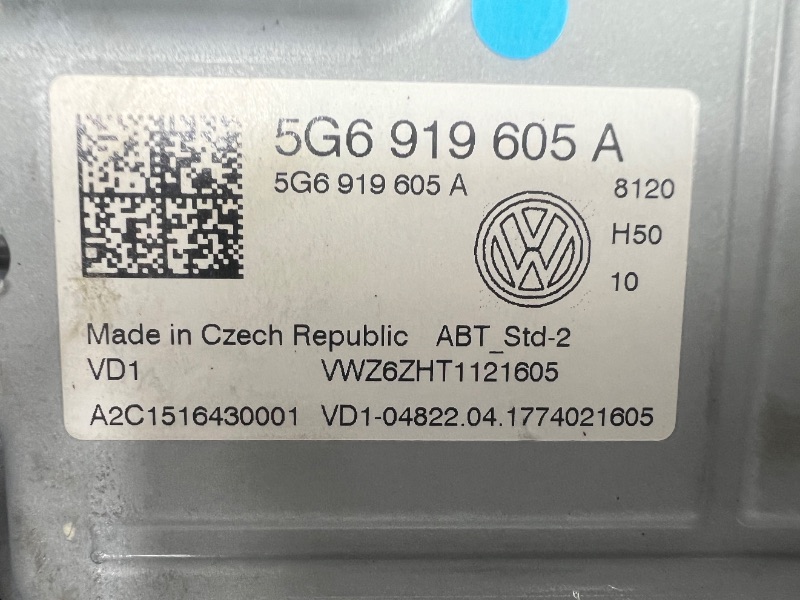 5G6 919 605 A
5G6 919 605 A
8120
H50
10
Made in Czech Republic ABT_Std-2
VD1 VWZ6ZHT1121605
A2C1516430001 VD1-04822.04.1774021605